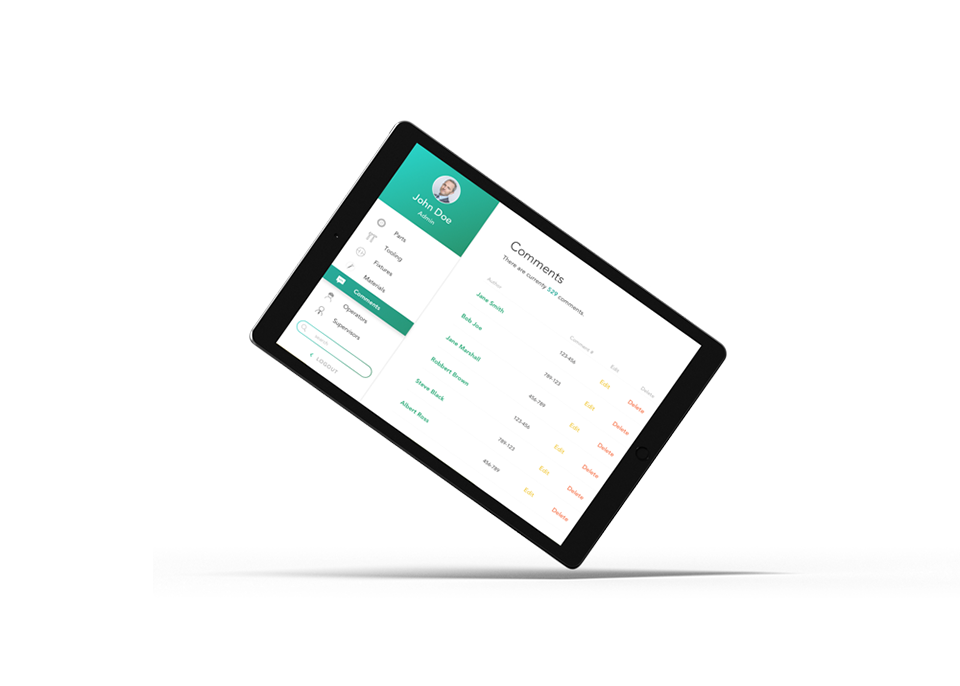 John Doe
Admin
Parts
Tooling
Fixtures
Materials
Comments
Operators
Supervisors
search
LOGOUT
Comments
There are currenty 529 comments.
Author
Comment #
Edit
Delete
Jane Smith
123-456
Edit
Delete
Bob Joe
789-123
Edit
Delete
Jane Marshall
456-789
Edit
Delete
Robbert Brown
123-456
Edit
Delete
Steve Black
789-123
Edit
Delete
Albert Ross
456-789
Edit
Delete